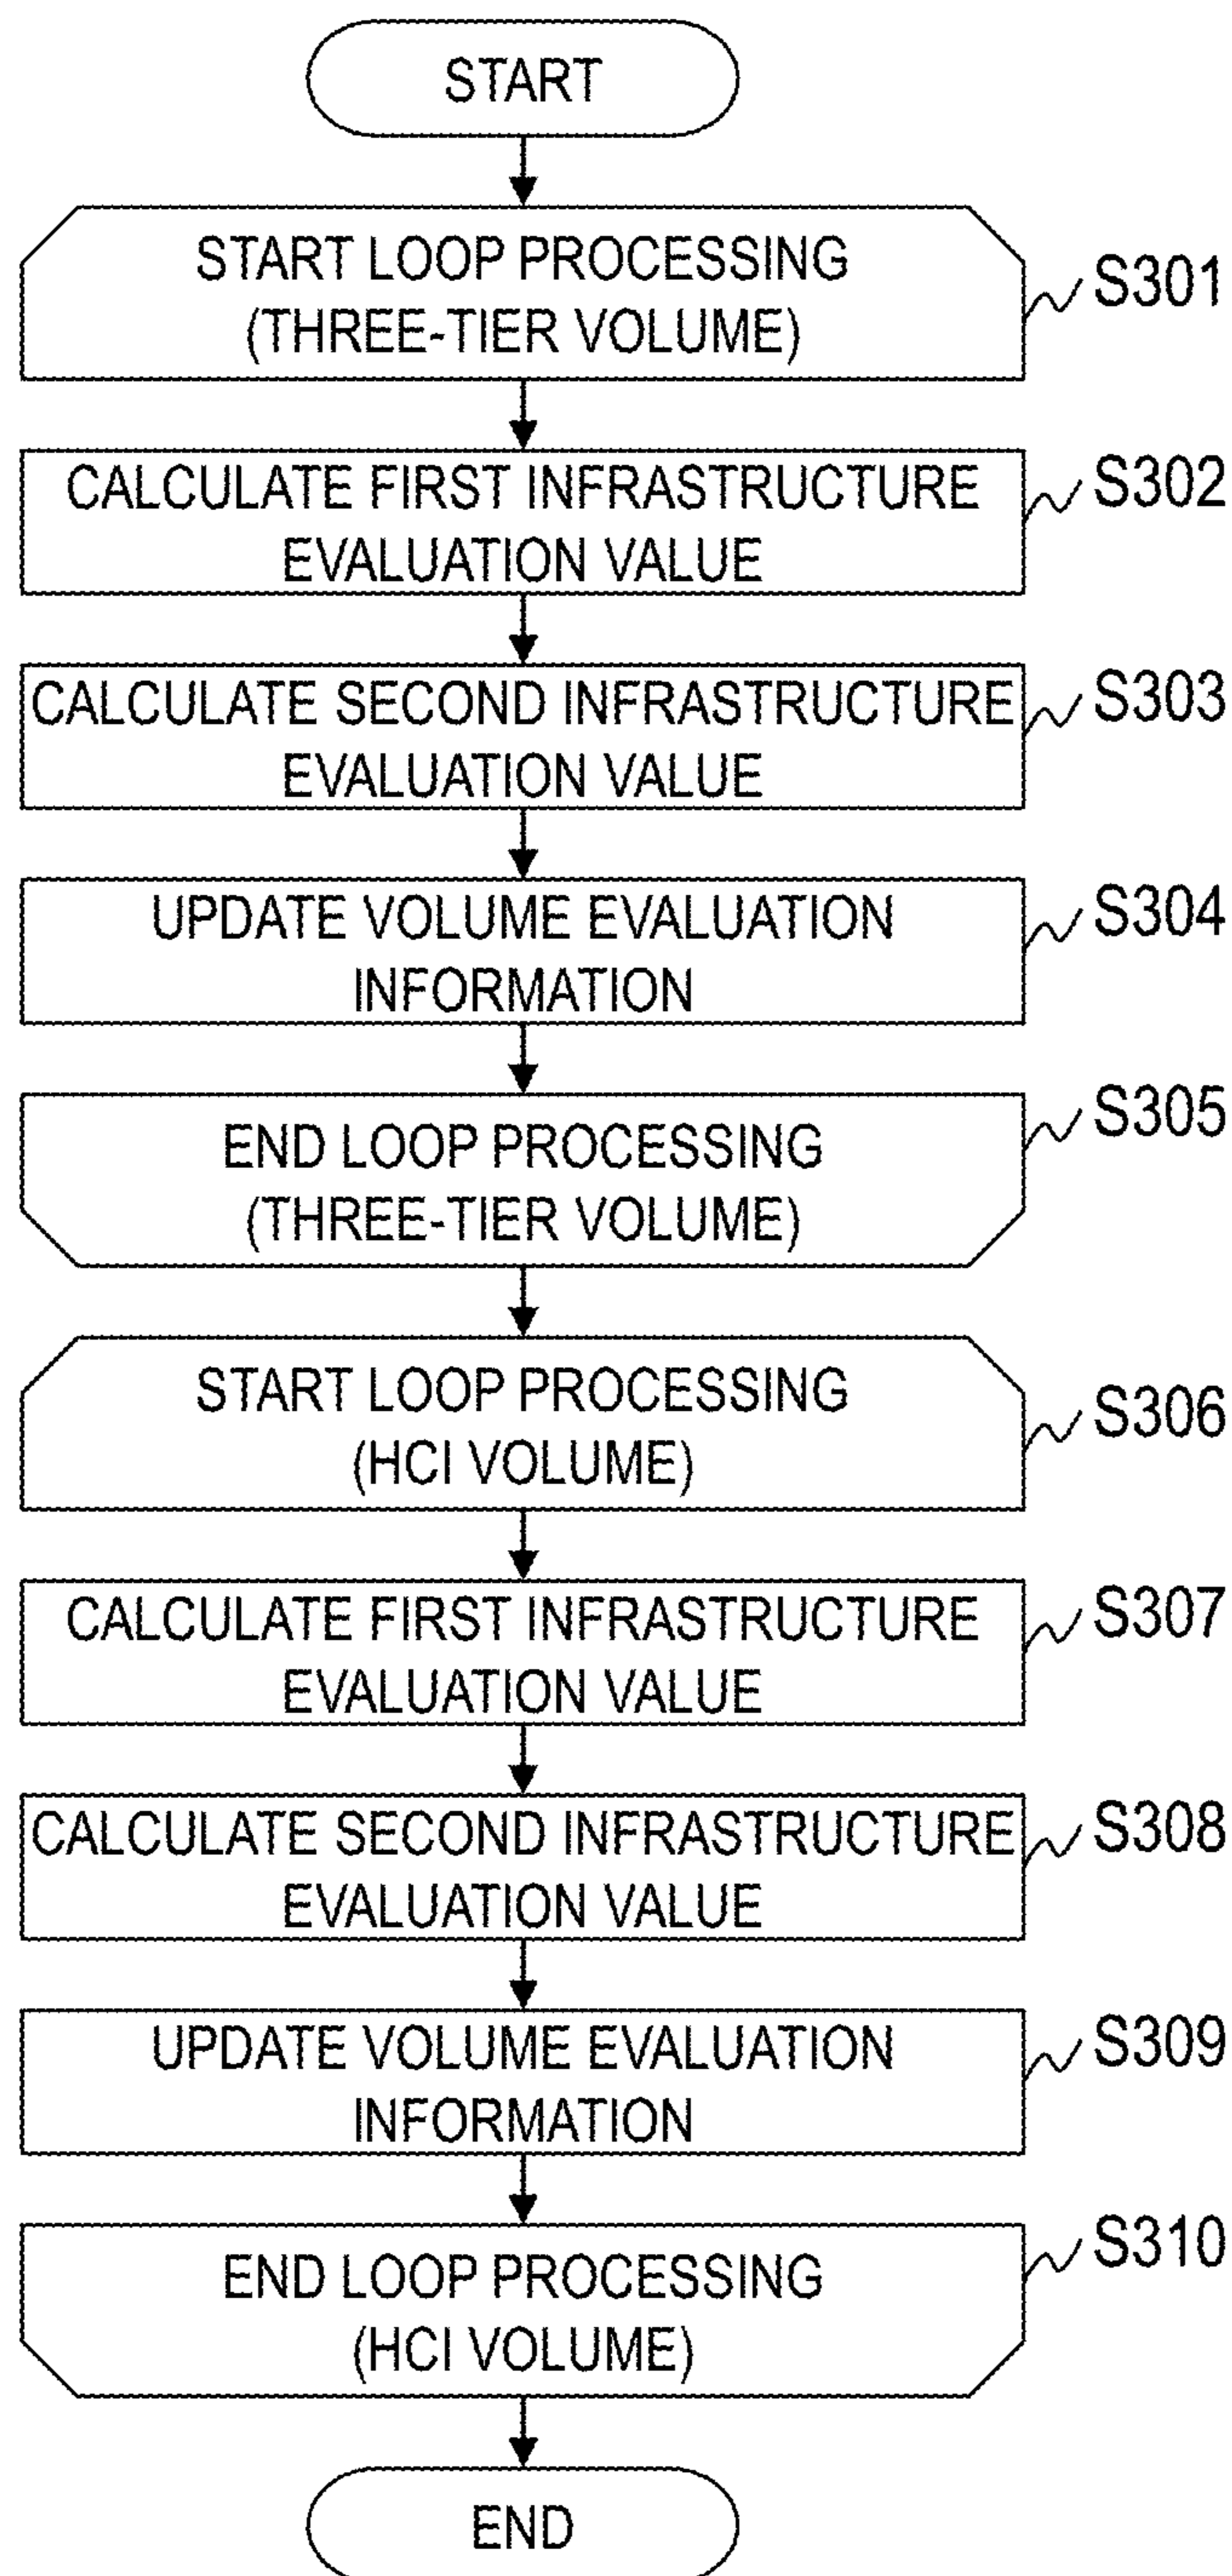 START
START LOOP PROCESSING
(THREE-TIER VOLUME)
S301
CALCULATE FIRST INFRASTRUCTURE
EVALUATION VALUE
S302
CALCULATE SECOND INFRASTRUCTURE
EVALUATION VALUE
S303
UPDATE VOLUME EVALUATION
INFORMATION
S304
END LOOP PROCESSING
(THREE-TIER VOLUME)
S305
START LOOP PROCESSING
(HCI VOLUME)
S306
CALCULATE FIRST INFRASTRUCTURE
EVALUATION VALUE
S307
CALCULATE SECOND INFRASTRUCTURE
EVALUATION VALUE
S308
UPDATE VOLUME EVALUATION
INFORMATION
S309
END LOOP PROCESSING
(HCI VOLUME)
S310
END